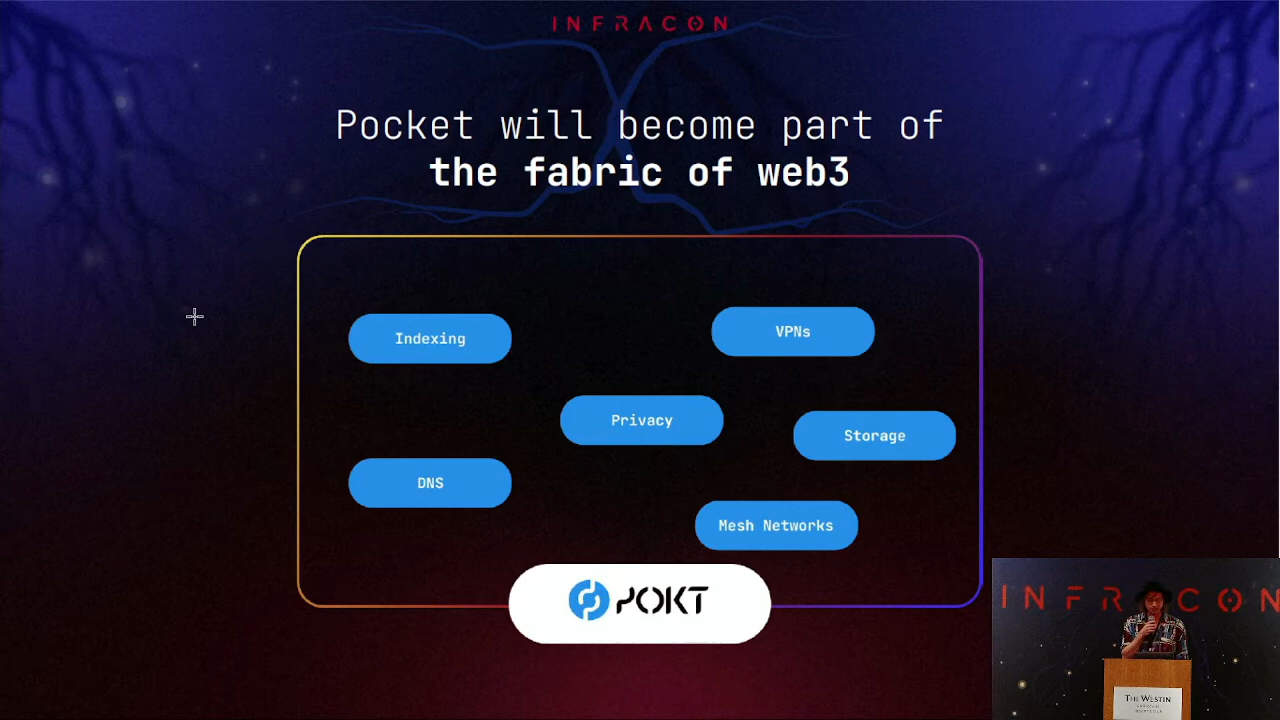 INFRACON
Pocket will become part of
the fabric of web3
Indexing
VPNs
Privacy
Storage
DNS
Mesh Networks
POKT
INFRACON
THE WESTIN